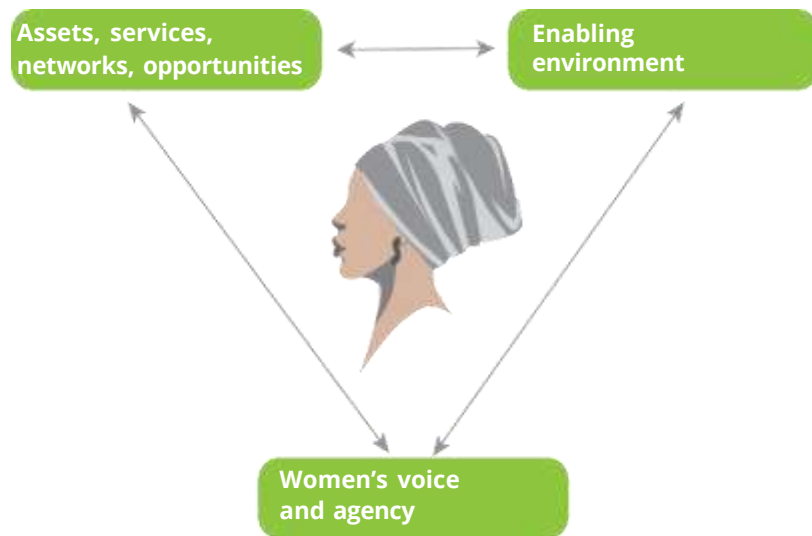 Assets, services,
networks, opportunities
Enabling
environment
Women’s voice
and agency